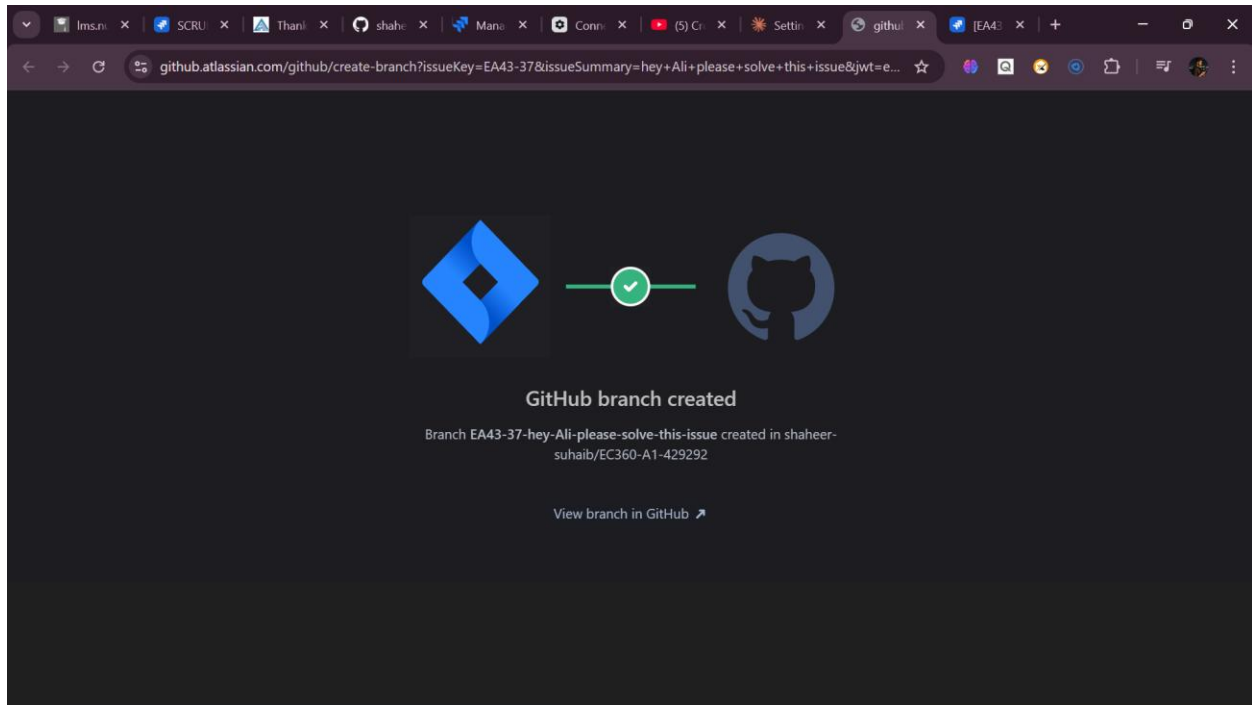 lms.nu
SCRU
Thank
shahe
Mana
Conne
(5) Cr
Settin
githul
[EA43
github.atlassian.com/github/create-branch?issueKey=EA43-37&issueSummary=hey+Ali+please+solve+this+issue&jwt=e...
GitHub branch created
Branch EA43-37-hey-Ali-please-solve-this-issue created in shaheer-
suhaib/EC360-A1-429292
View branch in GitHub